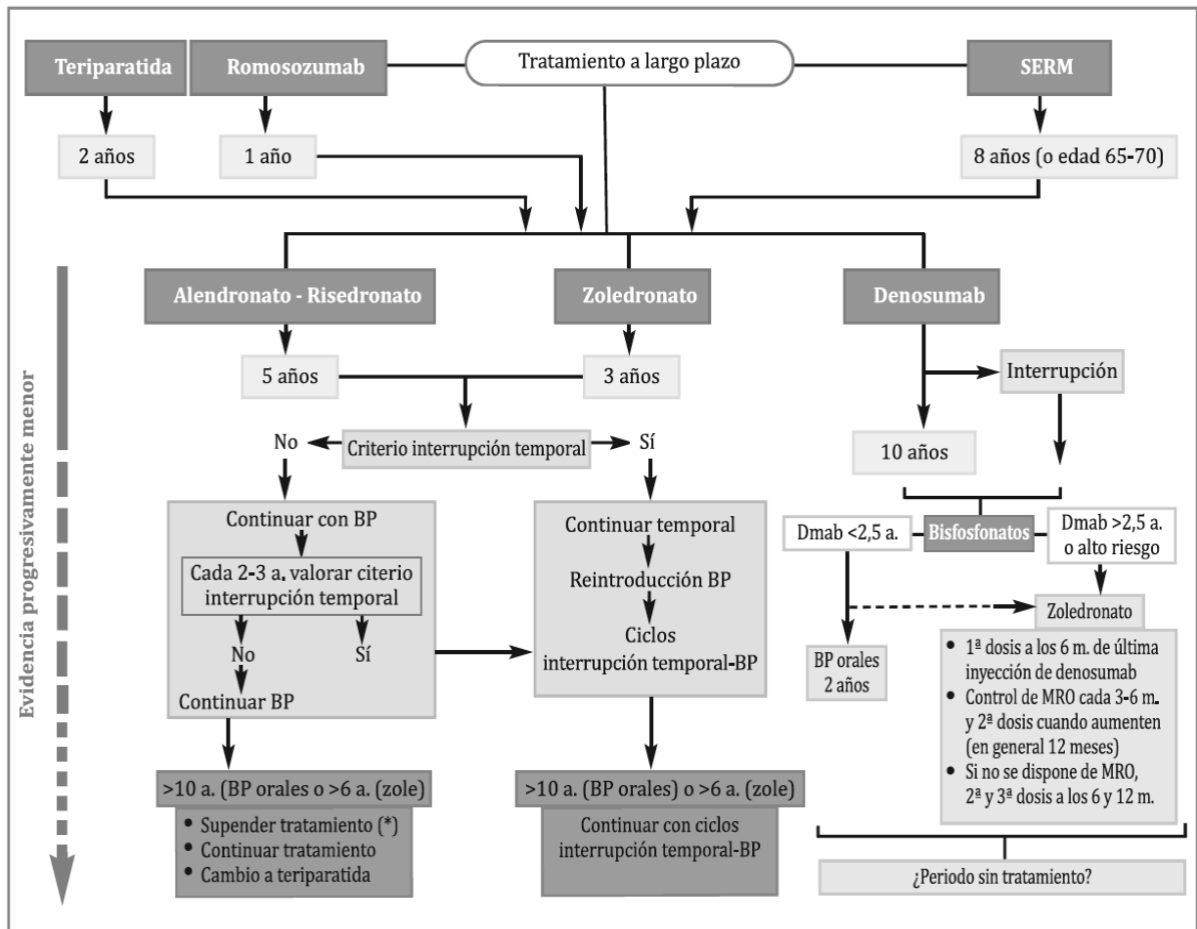 Tratamiento a largo plazo
Teriparatida
Romosozumab
SERM
2 años
1 año
8 años (o edad 65-70)
Alendronato - Risedronato
Zoledronato
Denosumab
5 años
3 años
Interrupción
No
Criterio interrupción temporal
Sí
10 años
Continuar con BP
Cada 2-3 a. valorar criterio
interrupción temporal
No
Sí
Continuar BP
Continuar temporal
Reintroducción BP
Ciclos
interrupción temporal-BP
Dmab <2,5 a.
Bisfosfonatos
Dmab >2,5 a.
o alto riesgo
Zoledronato
BP orales
2 años
• 1ª dosis a los 6 m. de última
inyección de denosumab
• Control de MRO cada 3-6 m.
y 2ª dosis cuando aumenten
(en general 12 meses)
• Si no se dispone de MRO,
2ª y 3ª dosis a los 6 y 12 m.
>10 a. (BP orales o >6 a. (zole)
• Supender tratamiento (*)
• Continuar tratamiento
• Cambio a teriparatida
>10 a. (BP orales) o >6 a. (zole)
Continuar con ciclos
interrupción temporal-BP
¿Periodo sin tratamiento?
Evidencia progresivamente menor